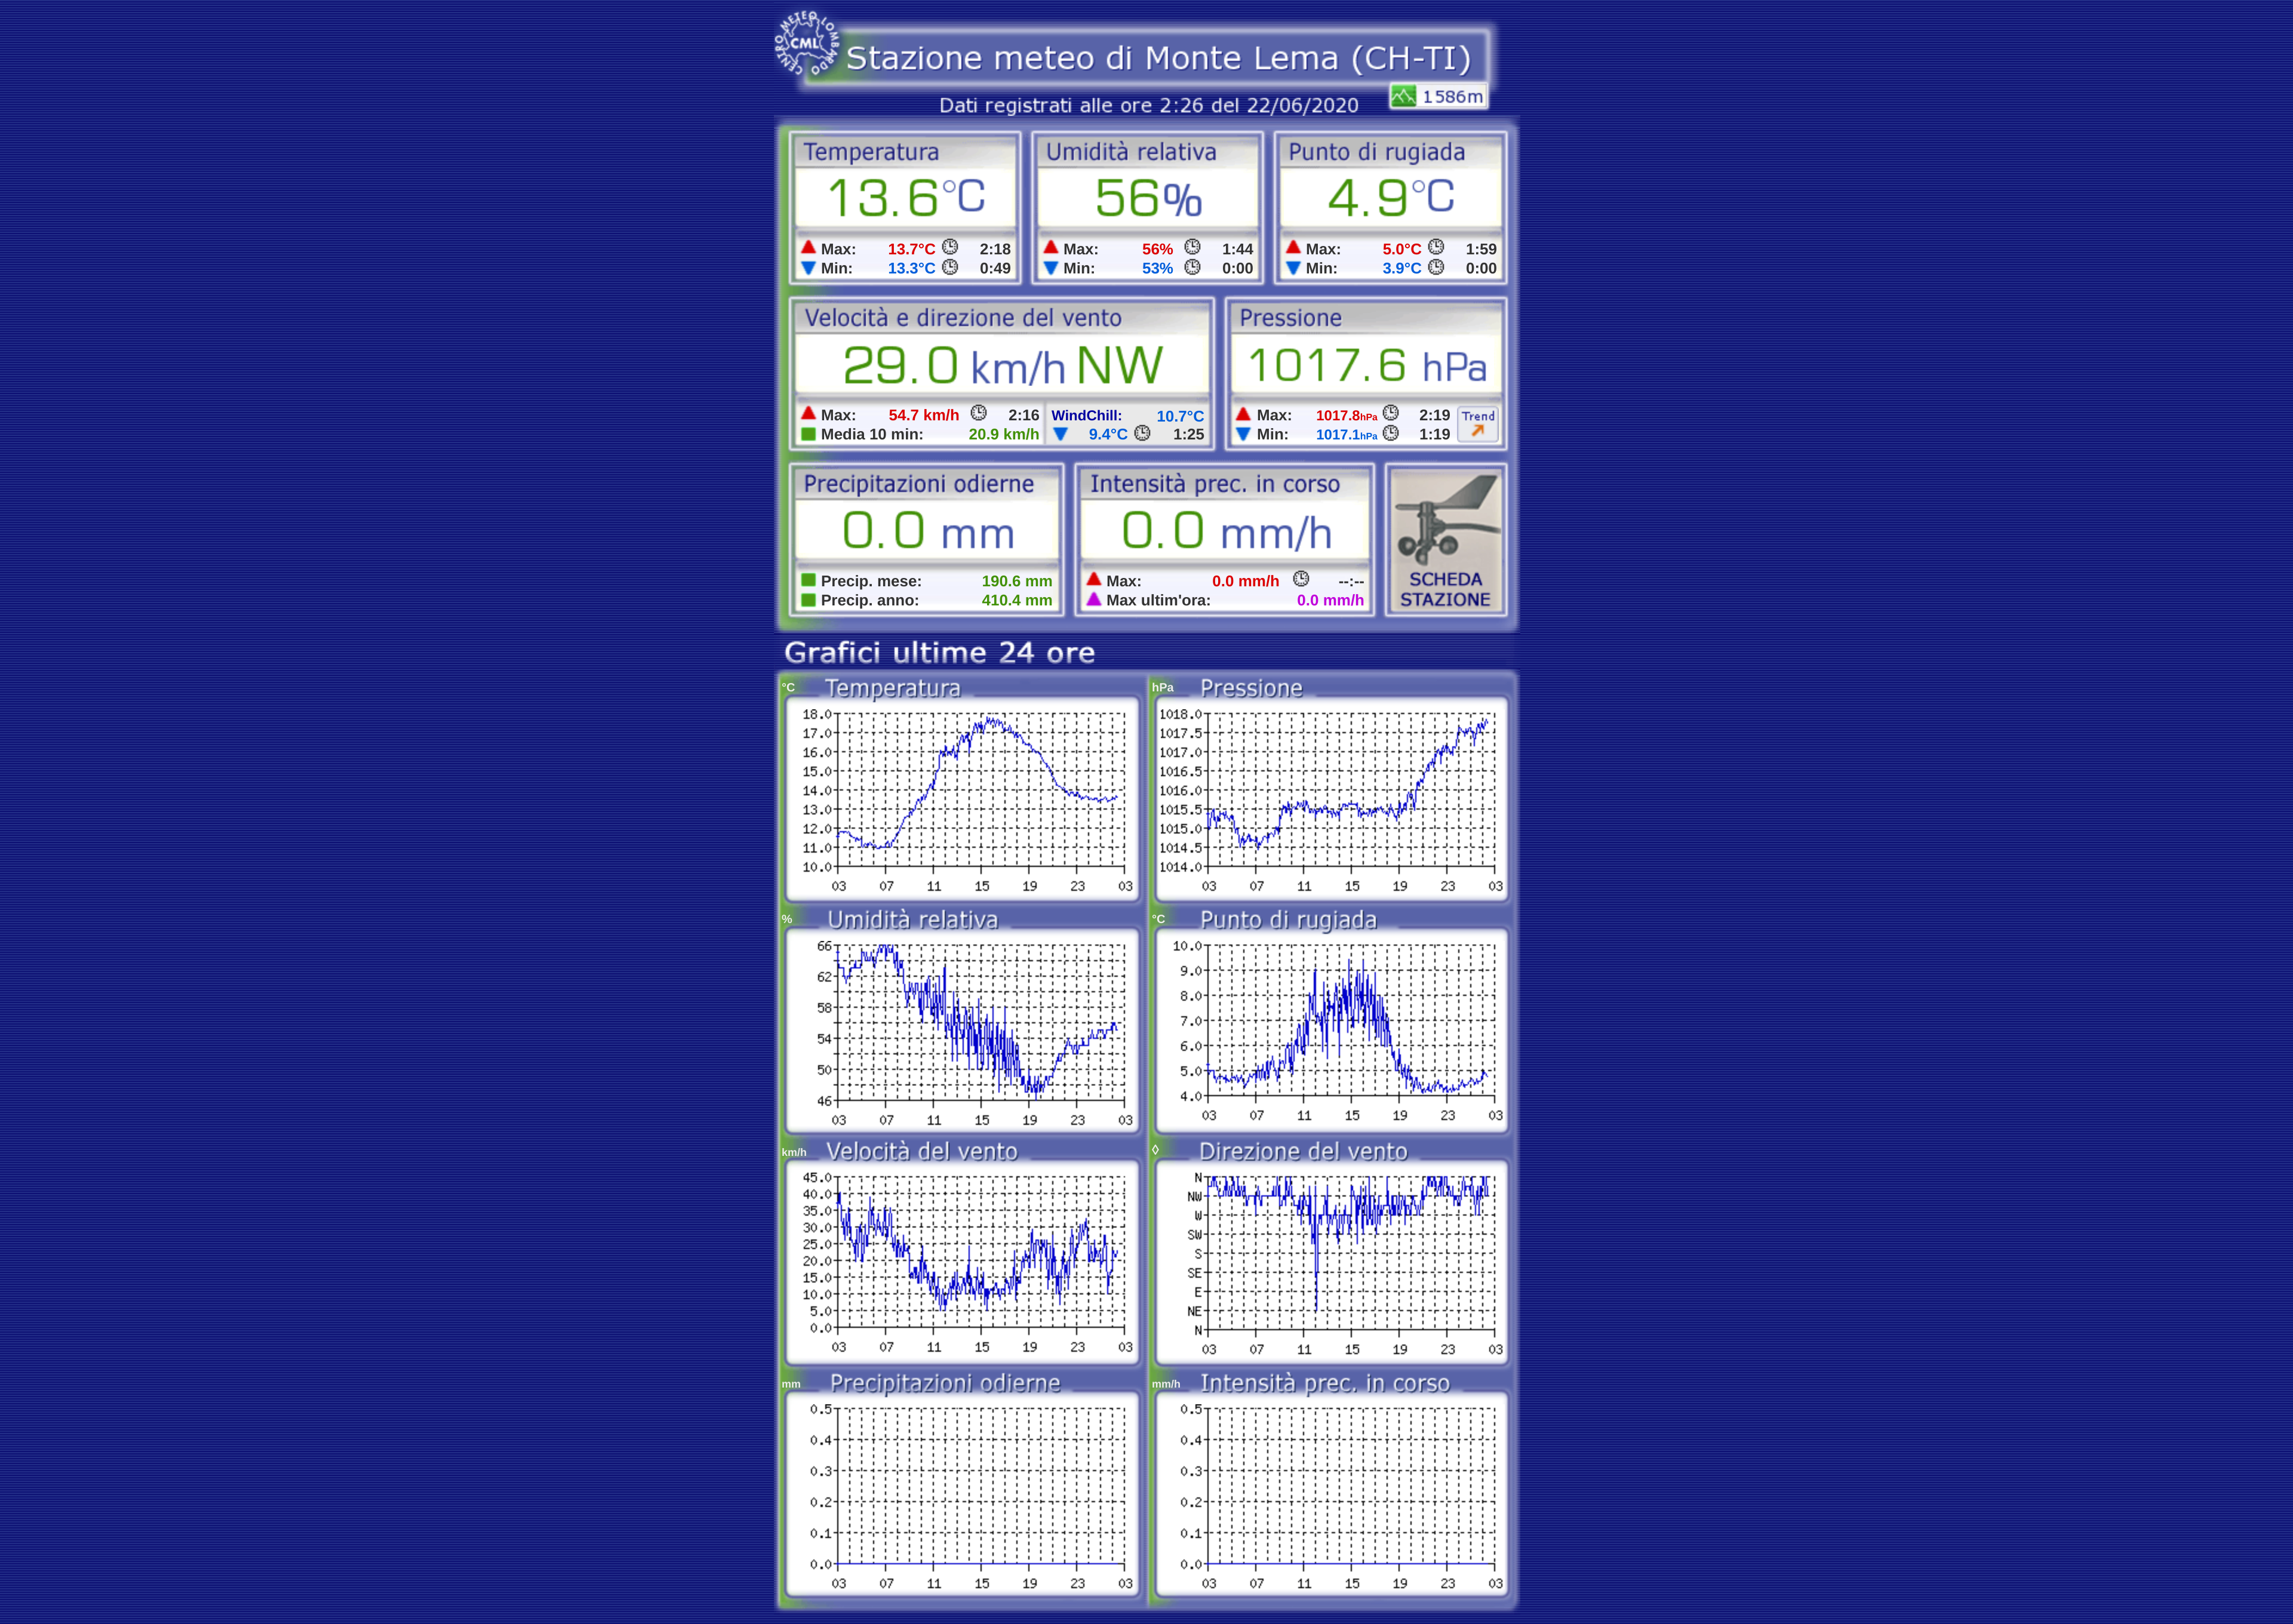 CENTRO METEO LOMBARDO
CML
Stazione meteo di Monte Lema (CH-TI)
Dati registrati alle ore 2:26 del 22/06/2020
1586m
Temperatura
13.6°C
Max: 13.7°C 2:18
Min: 13.3°C 0:49
Umidità relativa
56%
Max: 56% 1:44
Min: 53% 0:00
Punto di rugiada
4.9°C
Max: 5.0°C 1:59
Min: 3.9°C 0:00
Velocità e direzione del vento
29.0 km/h NW
Max: 54.7 km/h 2:16
Media 10 min: 20.9 km/h
WindChill: 10.7°C
9.4°C 1:25
Pressione
1017.6 hPa
Max: 1017.8hPa 2:19
Min: 1017.1hPa 1:19
Trend
Precipitazioni odierne
0.0 mm
Precip. mese: 190.6 mm
Precip. anno: 410.4 mm
Intensità prec. in corso
0.0 mm/h
Max: 0.0 mm/h --:--
Max ultim'ora: 0.0 mm/h
SCHEDA
STAZIONE
Grafici ultime 24 ore
°C Temperatura
18.0
17.0
16.0
15.0
14.0
13.0
12.0
11.0
10.0
03 07 11 15 19 23 03
hPa Pressione
1018.0
1017.5
1017.0
1016.5
1016.0
1015.5
1015.0
1014.5
1014.0
03 07 11 15 19 23 03
% Umidità relativa
66
62
58
54
50
46
03 07 11 15 19 23 03
°C Punto di rugiada
10.0
9.0
8.0
7.0
6.0
5.0
4.0
03 07 11 15 19 23 03
km/h Velocità del vento
45.0
40.0
35.0
30.0
25.0
20.0
15.0
10.0
5.0
0.0
03 07 11 15 19 23 03
◊ Direzione del vento
N
NW
W
SW
S
SE
E
NE
N
03 07 11 15 19 23 03
mm Precipitazioni odierne
0.5
0.4
0.3
0.2
0.1
0.0
03 07 11 15 19 23 03
mm/h Intensità prec. in corso
0.5
0.4
0.3
0.2
0.1
0.0
03 07 11 15 19 23 03